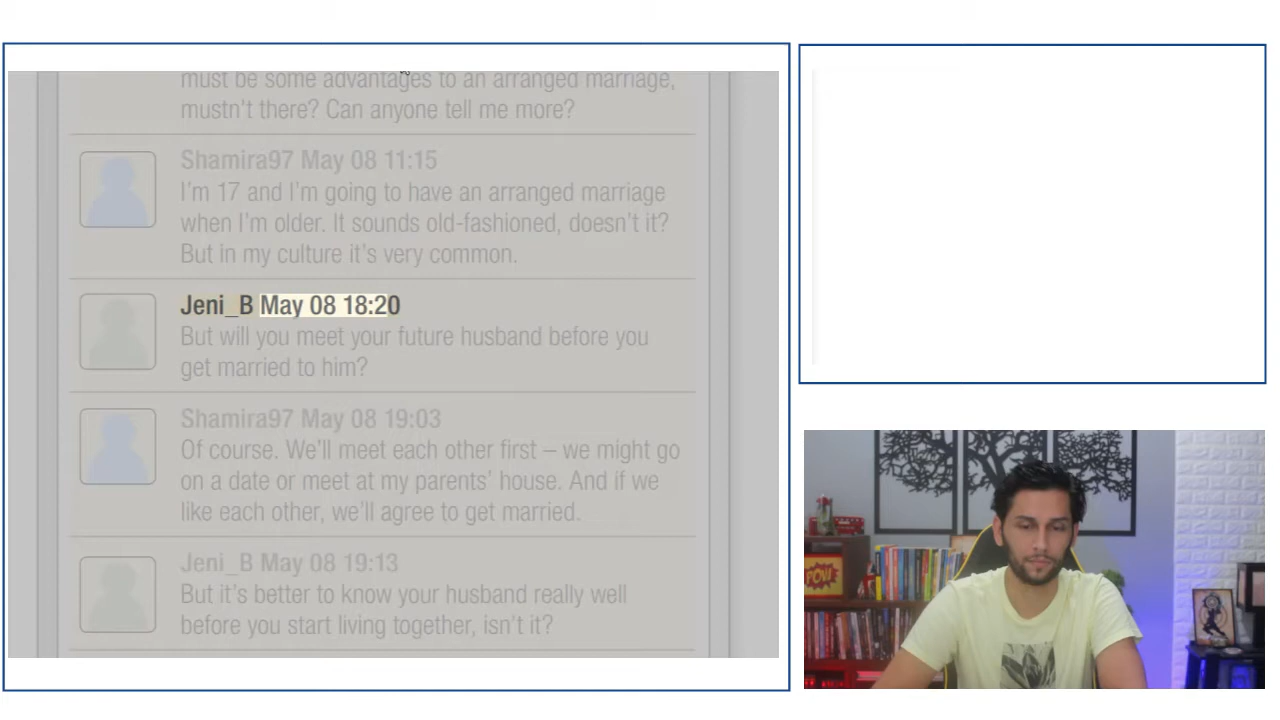 must be some advantages to an arranged marriage,
mustn't there? Can anyone tell me more?
Shamira97 May 08 11:15
I'm 17 and I'm going to have an arranged marriage
when I'm older. It sounds old-fashioned, doesn't it?
But in my culture it's very common.
Jeni_B May 08 18:20
But will you meet your future husband before you
get married to him?
Shamira97 May 08 19:03
Of course. We'll meet each other first – we might go
on a date or meet at my parents' house. And if we
like each other, we'll agree to get married.
Jeni_B May 08 19:13
But it's better to know your husband really well
before you start living together, isn't it?
POW